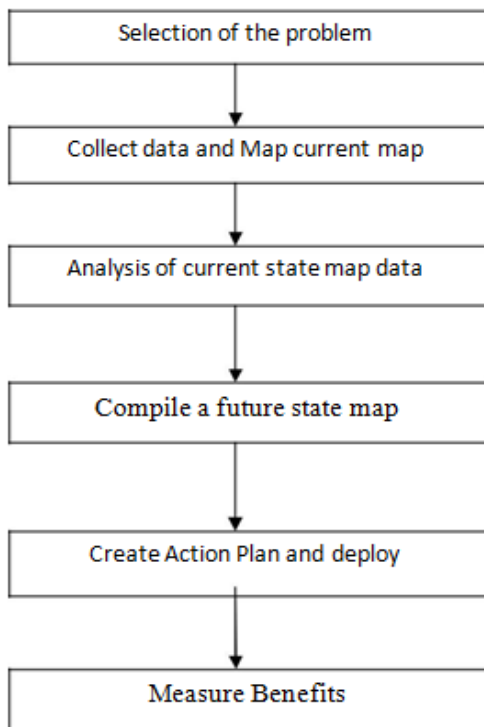 Selection of the problem
Collect data and Map current map
Analysis of current state map data
Compile a future state map
Create Action Plan and deploy
Measure Benefits